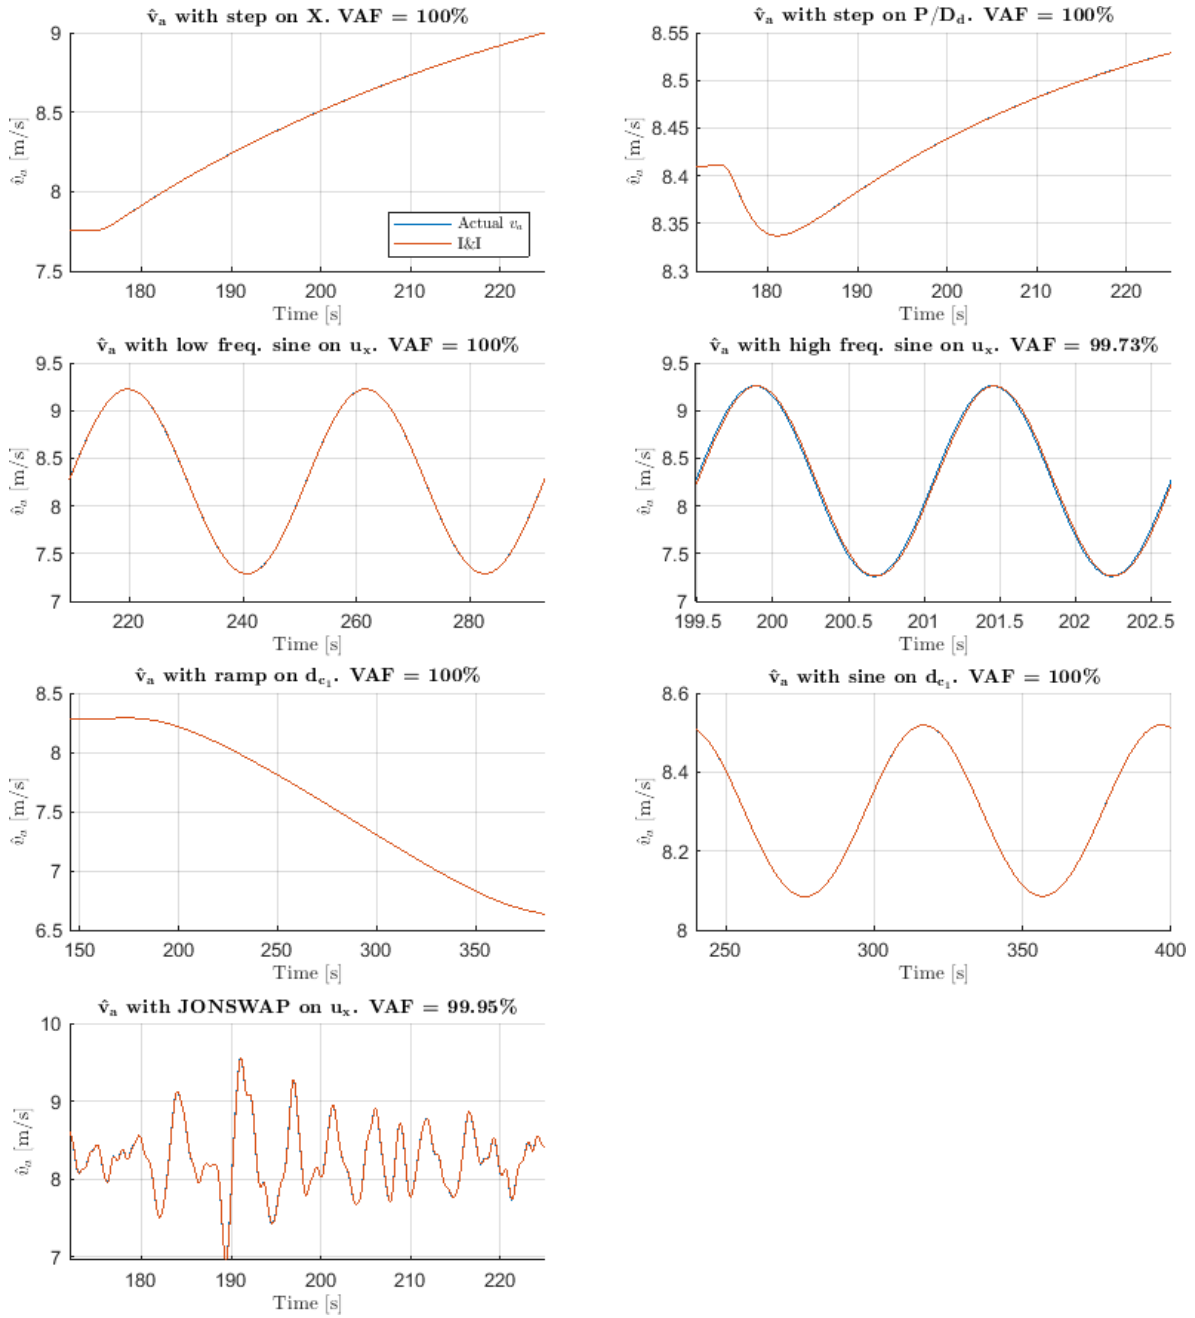 v̂ₐ with step on X. VAF = 100%
9
8.5
8
7.5
v̂ₐ [m/s]
Actual vₐ
I&I
180 190 200 210 220
Time [s]
v̂ₐ with step on P/D_d. VAF = 100%
8.55
8.5
8.45
8.4
8.35
8.3
v̂ₐ [m/s]
180 190 200 210 220
Time [s]
v̂ₐ with low freq. sine on uₓ. VAF = 100%
9.5
9
8.5
8
7.5
7
v̂ₐ [m/s]
220 240 260 280
Time [s]
v̂ₐ with high freq. sine on uₓ. VAF = 99.73%
9.5
9
8.5
8
7.5
7
v̂ₐ [m/s]
199.5 200 200.5 201 201.5 202 202.5
Time [s]
v̂ₐ with ramp on d_c₁. VAF = 100%
8.5
8
7.5
7
6.5
v̂ₐ [m/s]
150 200 250 300 350
Time [s]
v̂ₐ with sine on d_c₁. VAF = 100%
8.6
8.4
8.2
8
v̂ₐ [m/s]
250 300 350 400
Time [s]
v̂ₐ with JONSWAP on uₓ. VAF = 99.95%
10
9
8
7
v̂ₐ [m/s]
180 190 200 210 220
Time [s]